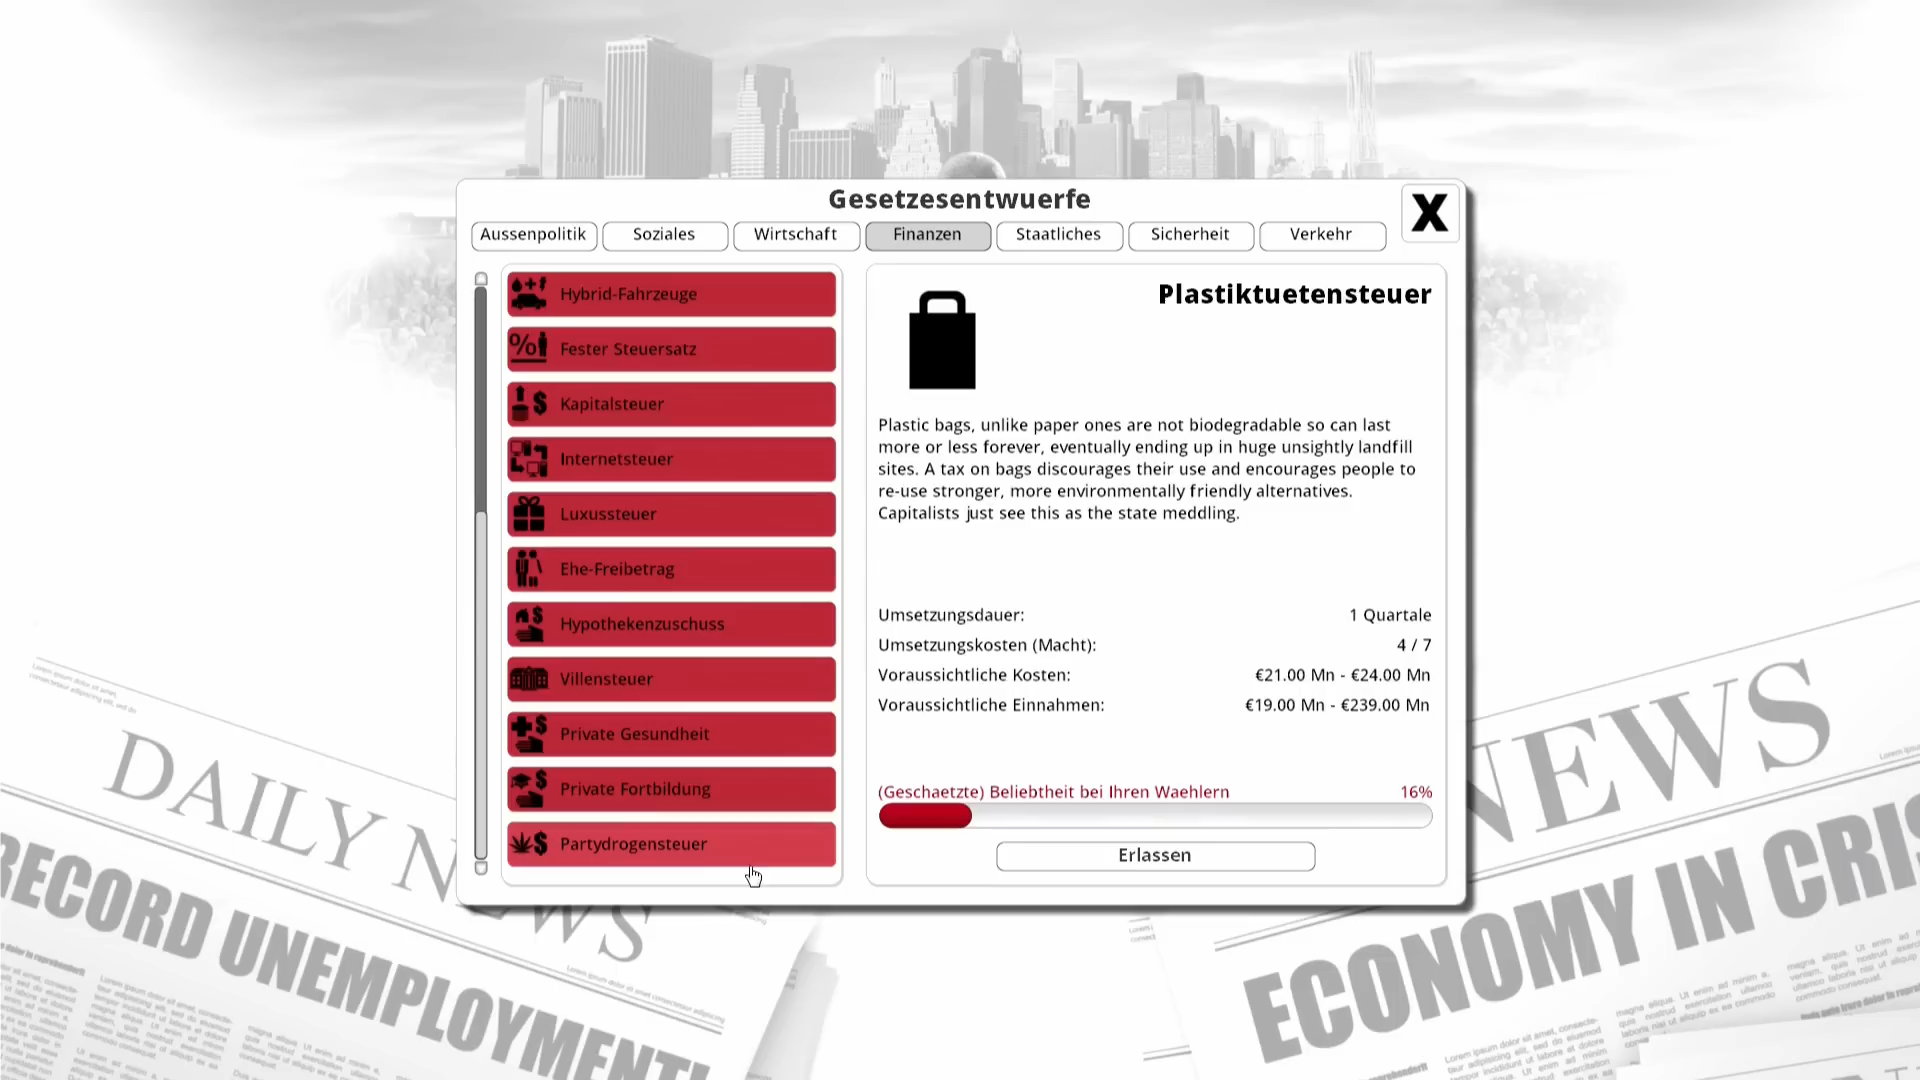 Gesetzesentwuerfe
X
Aussenpolitik
Soziales
Wirtschaft
Finanzen
Staatliches
Sicherheit
Verkehr
Hybrid-Fahrzeuge
Fester Steuersatz
Kapitalsteuer
Internetsteuer
Luxussteuer
Ehe-Freibetrag
Hypothekenzuschuss
Villensteuer
Private Gesundheit
Private Fortbildung
Partydrogensteuer
Plastiktuetensteuer
Plastic bags, unlike paper ones are not biodegradable so can last
more or less forever, eventually ending up in huge unsightly landfill
sites. A tax on bags discourages their use and encourages people to
re-use stronger, more environmentally friendly alternatives.
Capitalists just see this as the state meddling.
Umsetzungsdauer: 1 Quartale
Umsetzungskosten (Macht): 4 / 7
Voraussichtliche Kosten: €21.00 Mn - €24.00 Mn
Voraussichtliche Einnahmen: €19.00 Mn - €239.00 Mn
(Geschaetzte) Beliebtheit bei Ihren Waehlern 16%
Erlassen
DAILY NEWS
RECORD UNEMPLOYMENT!
NEWS
ECONOMY IN CRIS